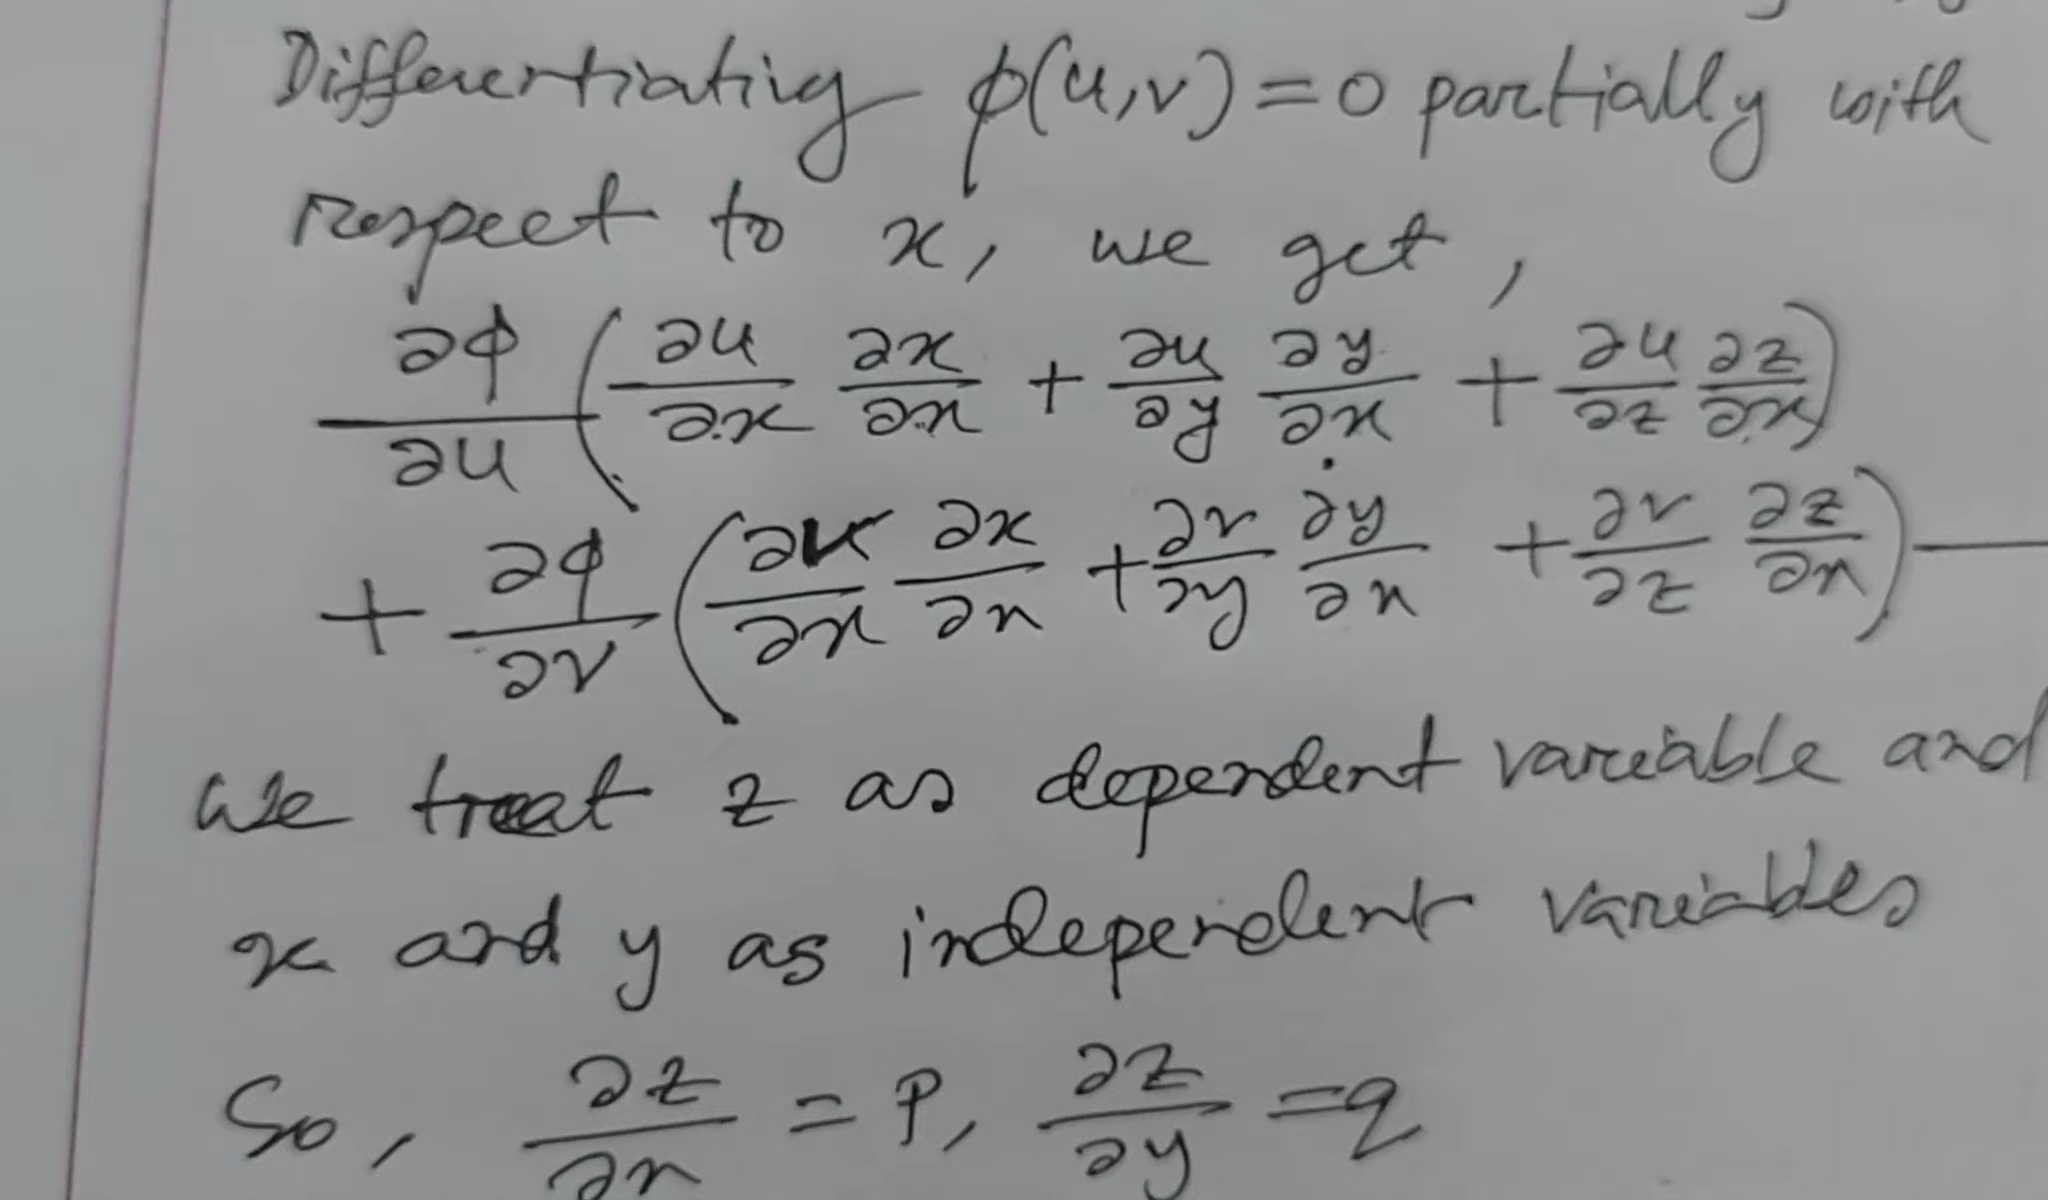 Differentiating ϕ(u,v)=0 partially with
respect to x, we get,
∂ϕ/∂u (∂u/∂x ∂x/∂x + ∂u/∂y ∂y/∂x + ∂u/∂z ∂z/∂x)
+ ∂ϕ/∂v (∂v/∂x ∂x/∂x + ∂v/∂y ∂y/∂x + ∂v/∂z ∂z/∂x) —
We treat z as dependent variable and
x and y as independent variables
So, ∂z/∂x = P, ∂z/∂y = q